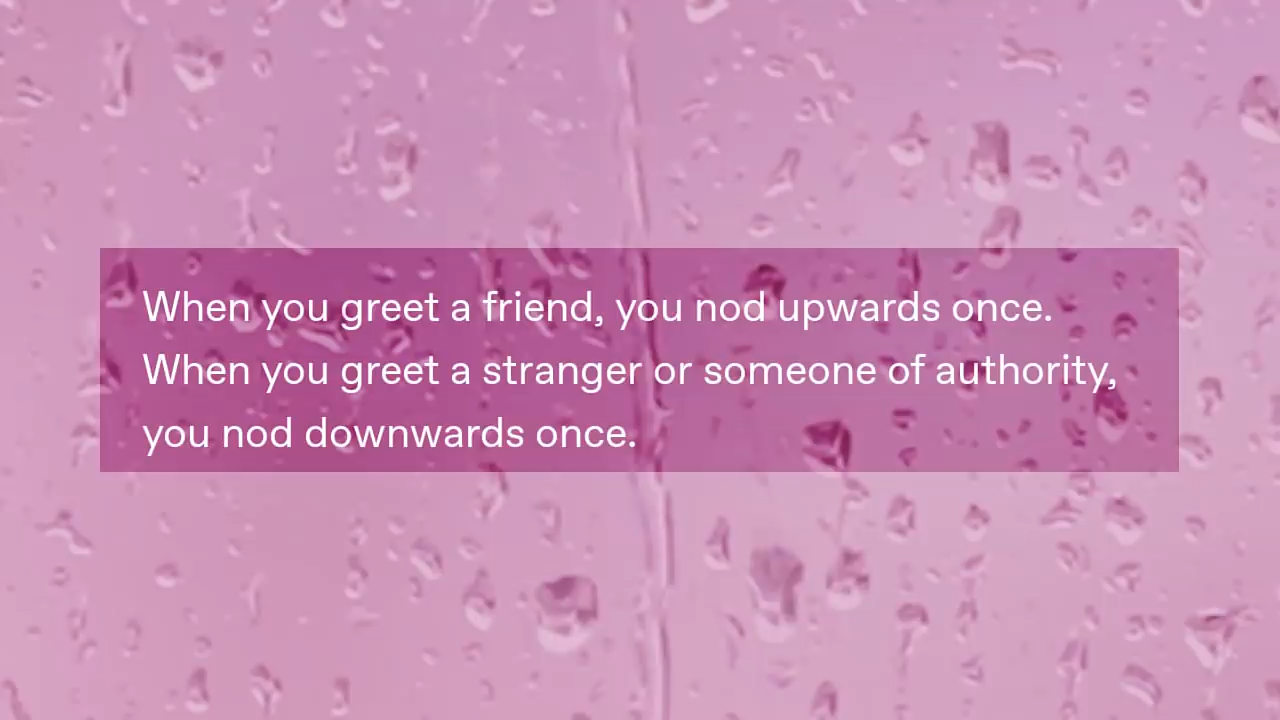 When you greet a friend, you nod upwards once.
When you greet a stranger or someone of authority,
you nod downwards once.